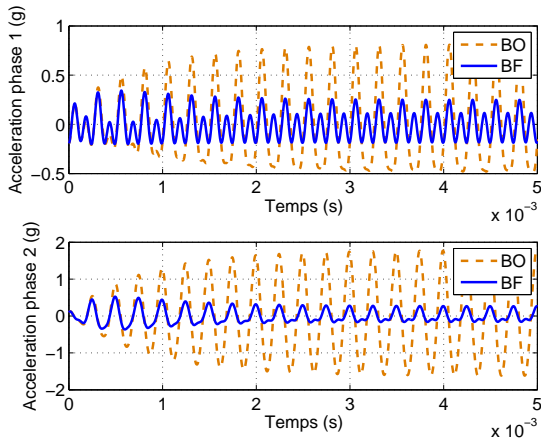 Acceleration phase 1 (g)
1
0.5
0
−0.5
BO
BF
0
1
2
3
4
5
Temps (s)
x 10⁻³
Acceleration phase 2 (g)
2
1
0
−1
−2
BO
BF
0
1
2
3
4
5
Temps (s)
x 10⁻³